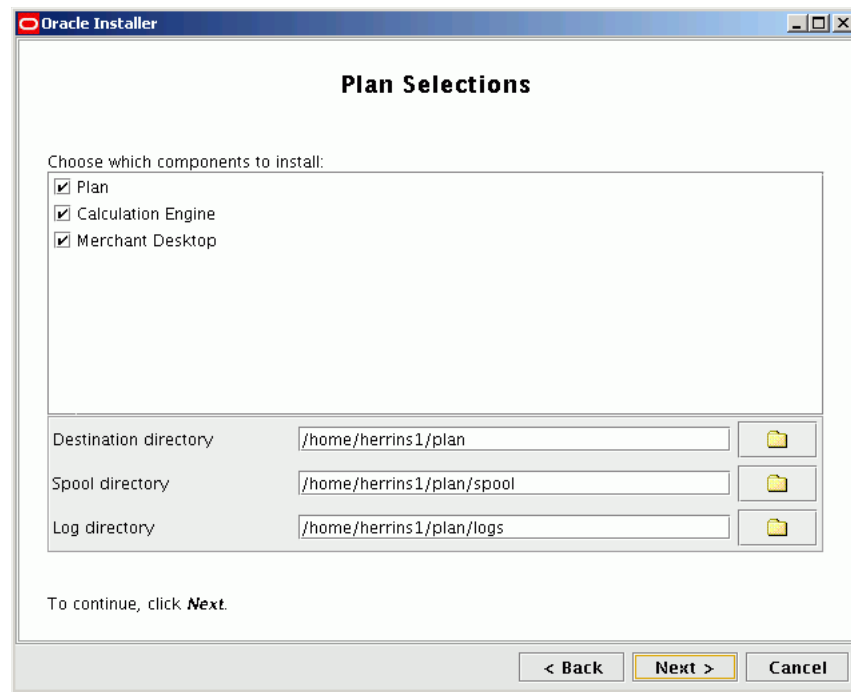 Oracle Installer
Plan Selections
Choose which components to install:
Plan
Calculation Engine
Merchant Desktop
Destination directory /home/herrins1/plan
Spool directory /home/herrins1/plan/spool
Log directory /home/herrins1/plan/logs
To continue, click Next.
< Back Next > Cancel